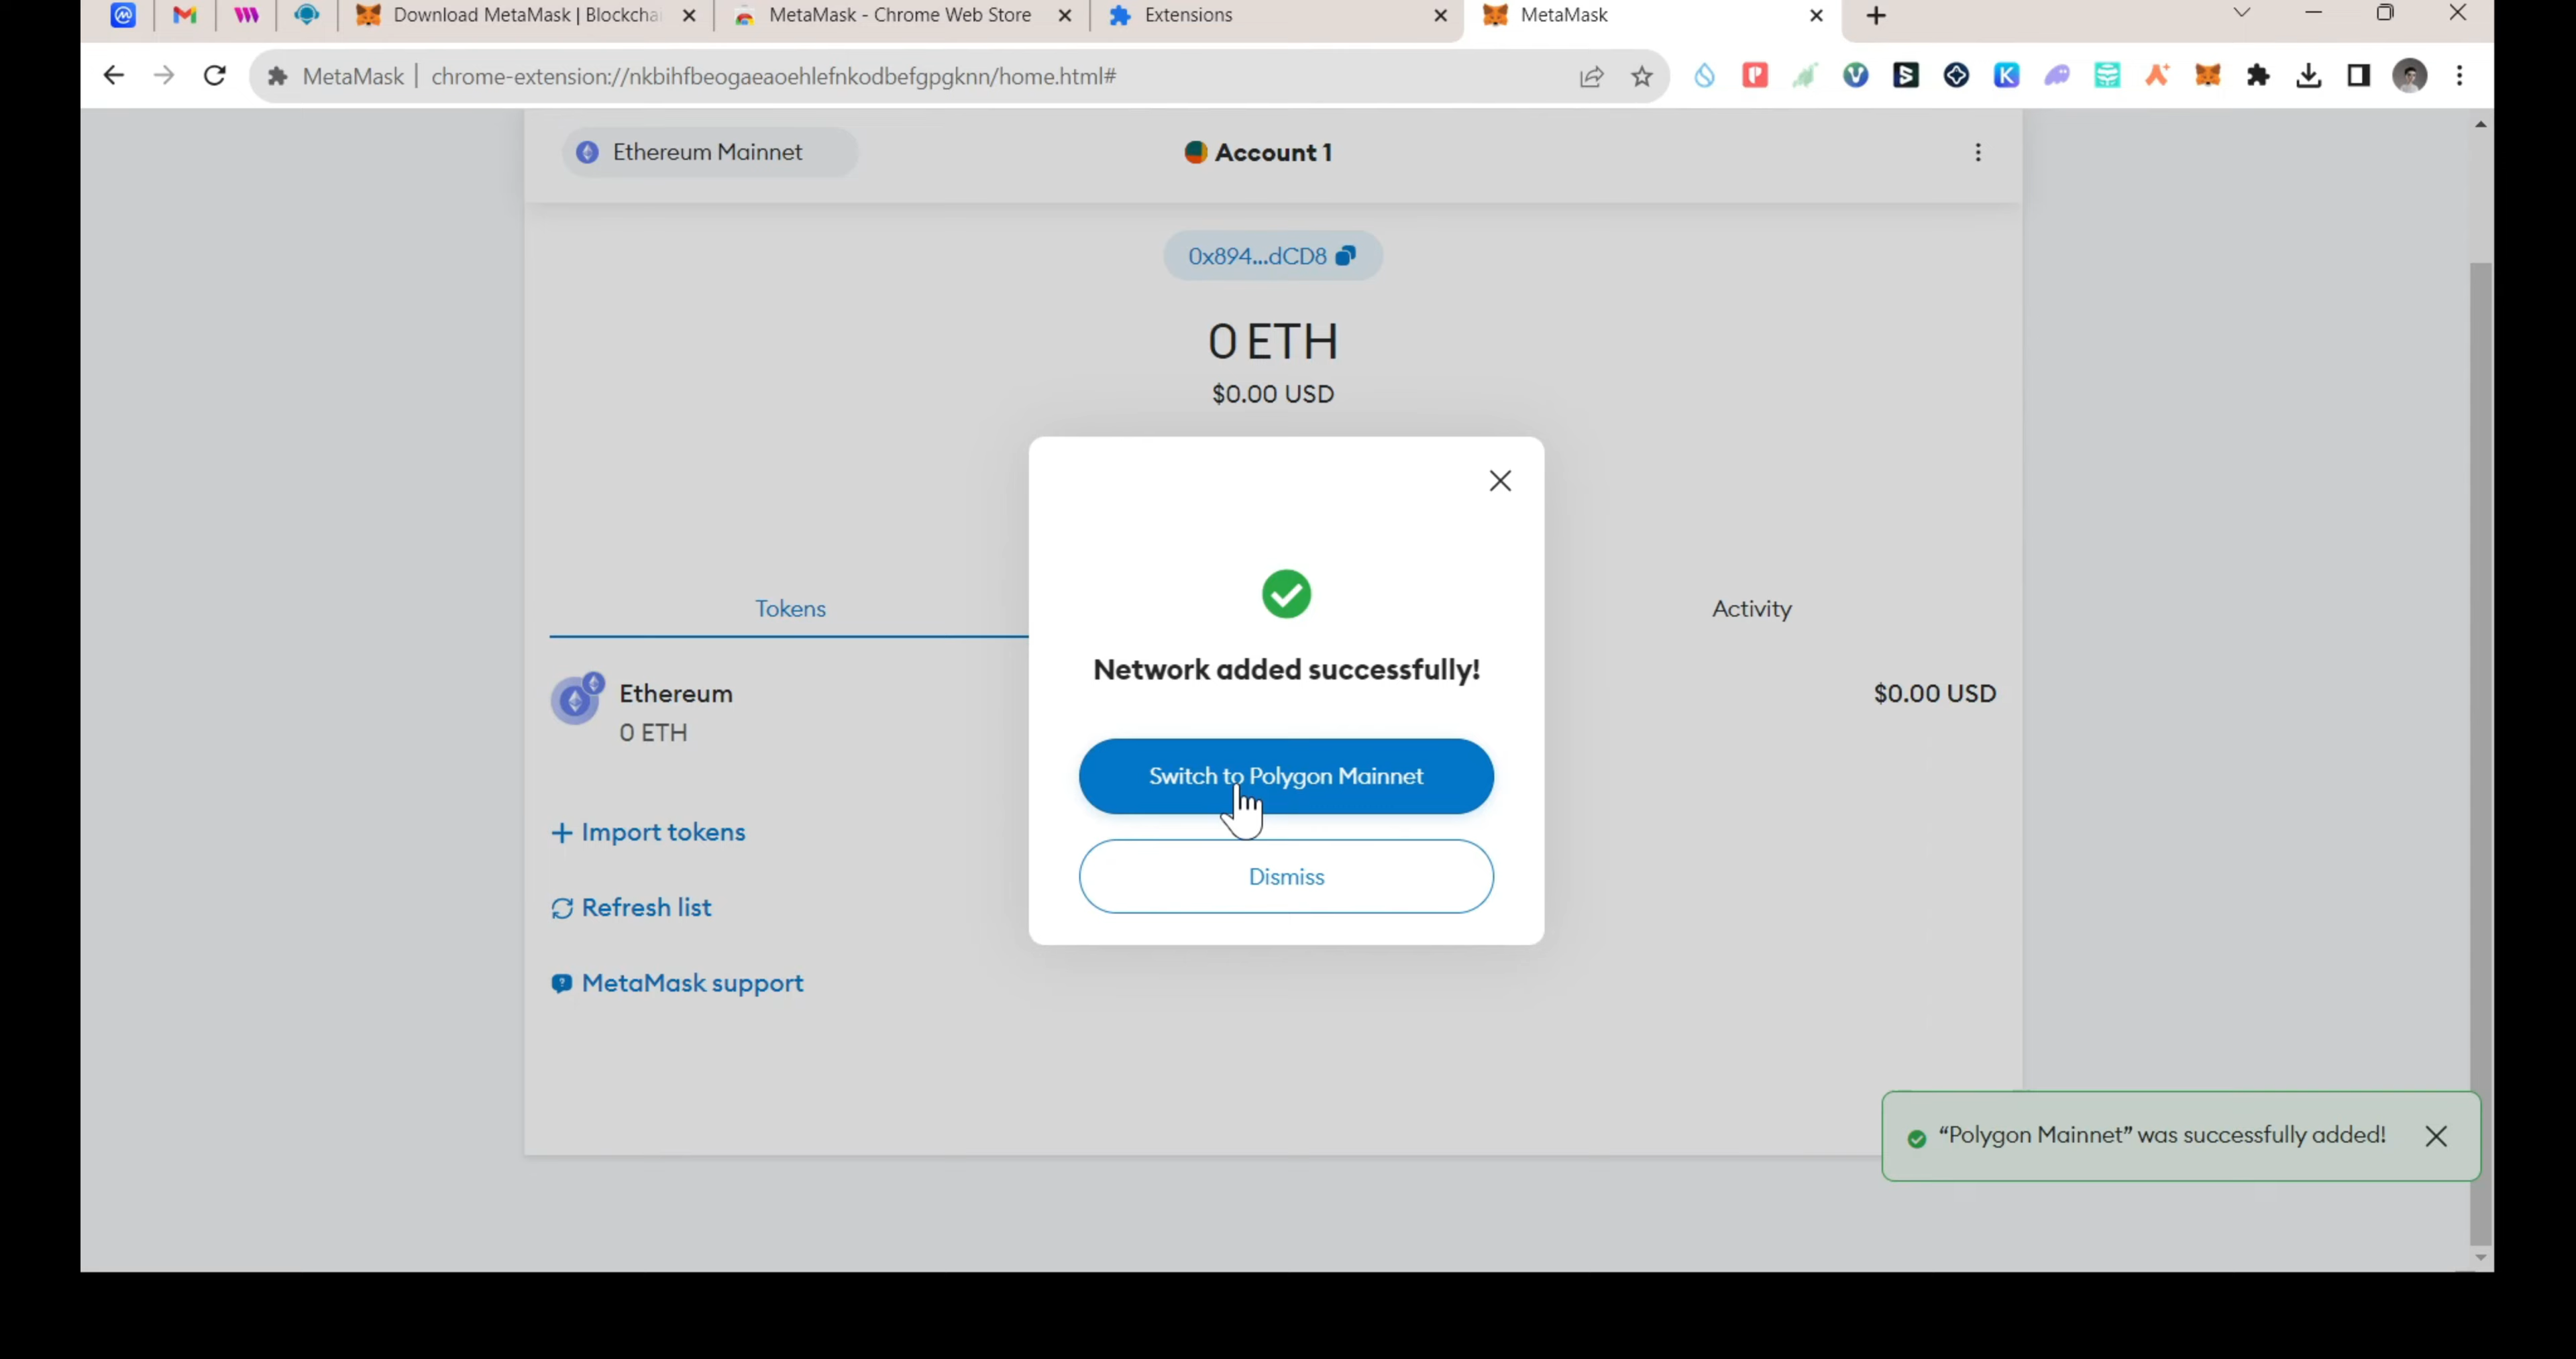 Download MetaMask | Blockcha
MetaMask - Chrome Web Store
Extensions
MetaMask
MetaMask | chrome-extension://nkbihfbeogaeaoehlefnkodbefgpgknn/home.html#
Ethereum Mainnet
Account 1
0x894...dCD8
0 ETH
$0.00 USD
Tokens
Activity
Ethereum
$0.00 USD
0 ETH
Network added successfully!
Switch to Polygon Mainnet
Dismiss
+ Import tokens
Refresh list
MetaMask support
“Polygon Mainnet” was successfully added!